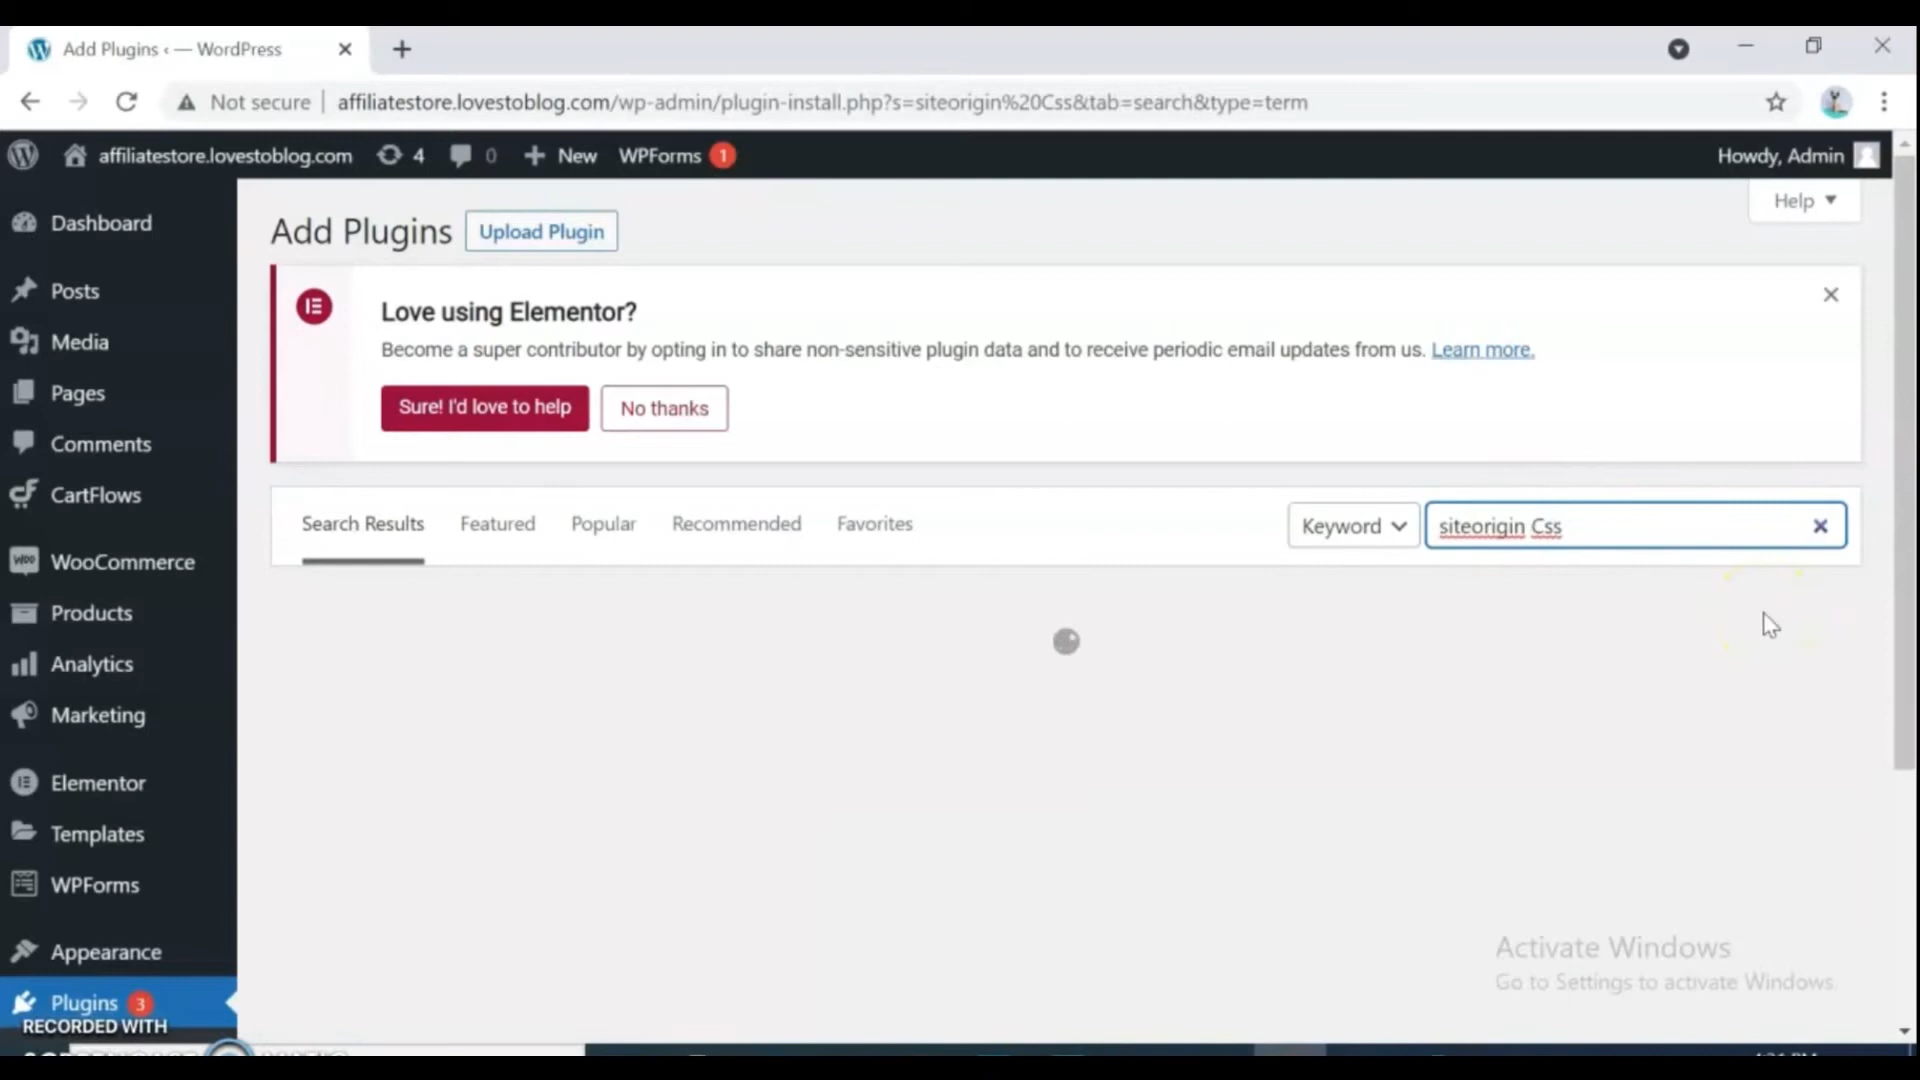 Add Plugins ‹ — WordPress
Not secure
affiliatestore.lovestoblog.com/wp-admin/plugin-install.php?s=siteorigin%20Css&tab=search&type=term
affiliatestore.lovestoblog.com 4 0 New WPForms 1
Howdy, Admin
Help
Dashboard
Posts
Media
Pages
Comments
CartFlows
WooCommerce
Products
Analytics
Marketing
Elementor
Templates
WPForms
Appearance
Plugins 3
Add Plugins
Upload Plugin
Love using Elementor?
Become a super contributor by opting in to share non-sensitive plugin data and to receive periodic email updates from us. Learn more.
Sure! I'd love to help
No thanks
Search Results Featured Popular Recommended Favorites
Keyword
siteorigin Css
Activate Windows
Go to Settings to activate Windows.
RECORDED WITH